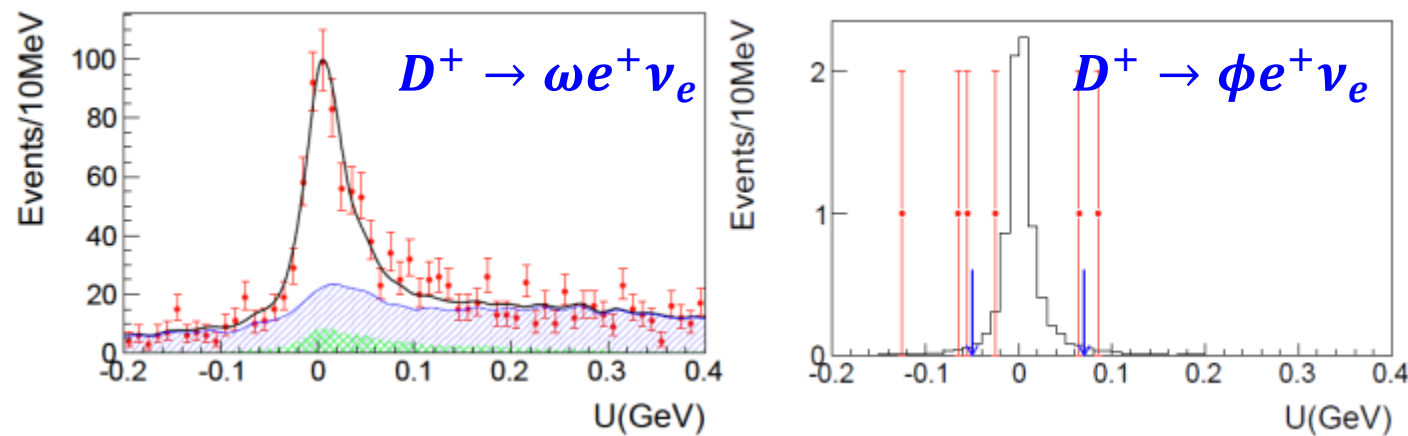 Events/10MeV
100
80
60
40
20
0
D⁺ → ωe⁺νₑ
-0.2 -0.1 0 0.1 0.2 0.3 0.4
U(GeV)
Events/10MeV
2
1
0
D⁺ → ϕe⁺νₑ
-0.2 -0.1 0 0.1 0.2 0.3 0.4
U(GeV)